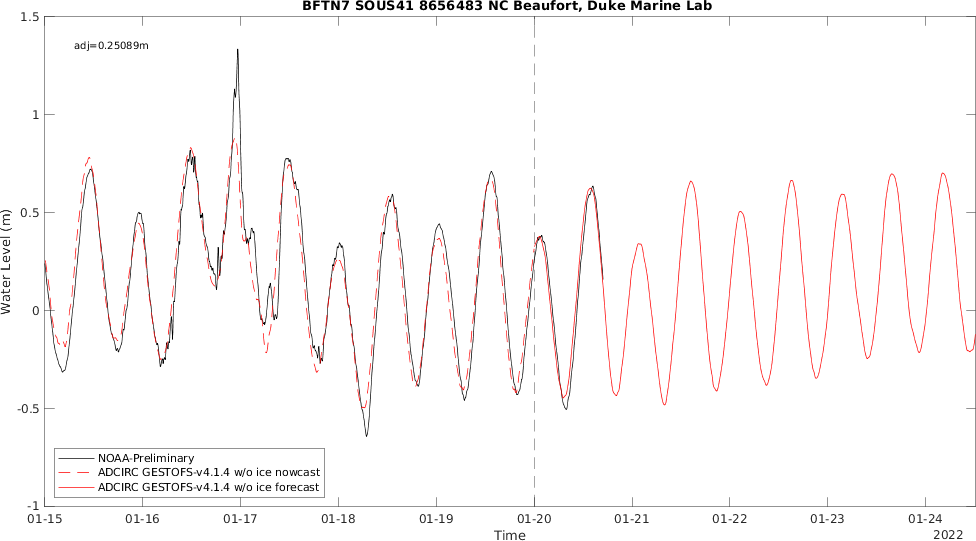 BFTN7 SOUS41 8656483 NC Beaufort, Duke Marine Lab
adj=0.25089m
1.5
1
0.5
0
-0.5
-1
Water Level (m)
NOAA-Preliminary
ADCIRC GESTOFS-v4.1.4 w/o ice nowcast
ADCIRC GESTOFS-v4.1.4 w/o ice forecast
01-15 01-16 01-17 01-18 01-19 01-20 01-21 01-22 01-23 01-24
Time
2022